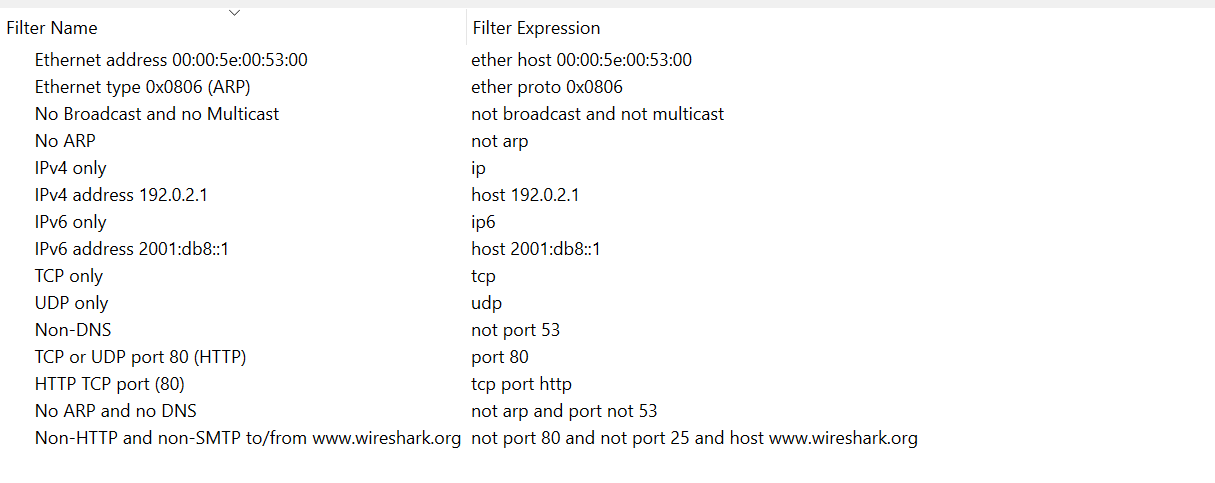 Filter Name Filter Expression
Ethernet address 00:00:5e:00:53:00 ether host 00:00:5e:00:53:00
Ethernet type 0x0806 (ARP) ether proto 0x0806
No Broadcast and no Multicast not broadcast and not multicast
No ARP not arp
IPv4 only ip
IPv4 address 192.0.2.1 host 192.0.2.1
IPv6 only ip6
IPv6 address 2001:db8::1 host 2001:db8::1
TCP only tcp
UDP only udp
Non-DNS not port 53
TCP or UDP port 80 (HTTP) port 80
HTTP TCP port (80) tcp port http
No ARP and no DNS not arp and port not 53
Non-HTTP and non-SMTP to/from www.wireshark.org not port 80 and not port 25 and host www.wireshark.org